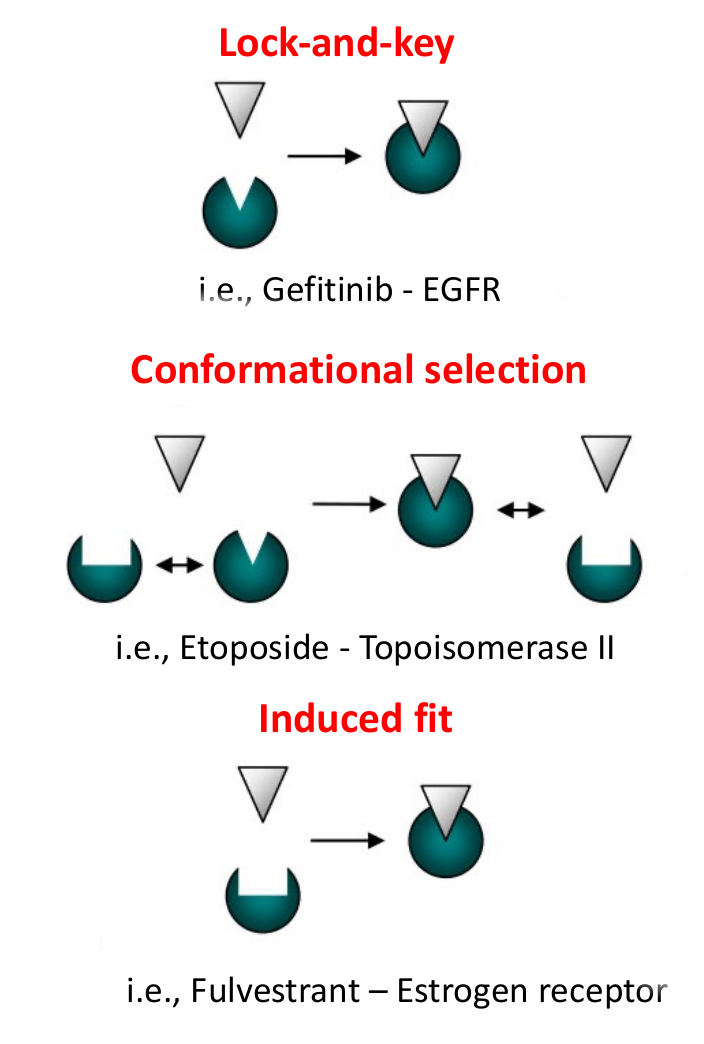 Lock-and-key
i.e., Gefitinib - EGFR
Conformational selection
i.e., Etoposide - Topoisomerase II
Induced fit
i.e., Fulvestrant – Estrogen receptor